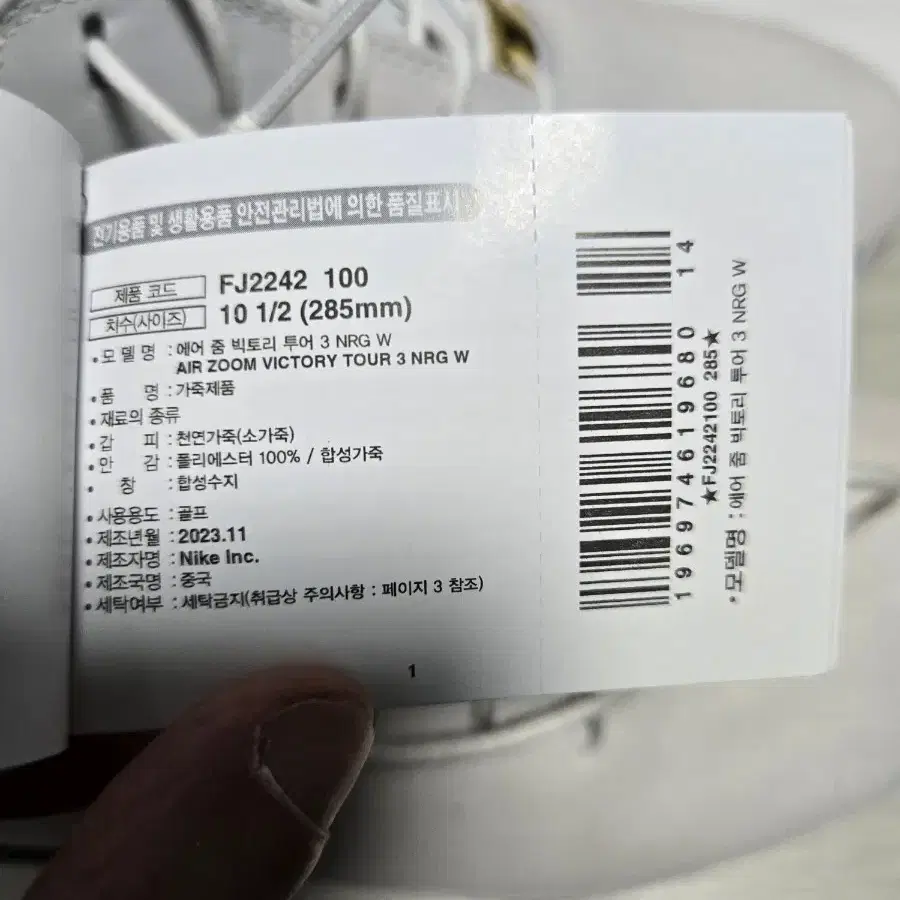 전기용품 및 생활용품 안전관리법에 의한 품질표시
제품 코드 FJ2242 100
차수(사이즈) 10 1/2 (285mm)
• 모 델 명 : 에어 줌 빅토리 투어 3 NRG W
AIR ZOOM VICTORY TOUR 3 NRG W
• 품 명 : 가죽제품
• 재료의 종류
• 갑 피 : 천연가죽(소가죽)
• 안 감 : 폴리에스터 100% / 합성가죽
• 창 : 합성수지
• 사용용도 : 골프
• 제조년월 : 2023.11
• 제조자명 : Nike Inc.
• 제조국명 : 중국
• 세탁여부 : 세탁금지(취급상 주의사항 : 페이지 3 참조)
1
14
196974619680
★FJ2242100 285★
• 모델명 : 에어 줌 빅토리 투어 3 NRG W